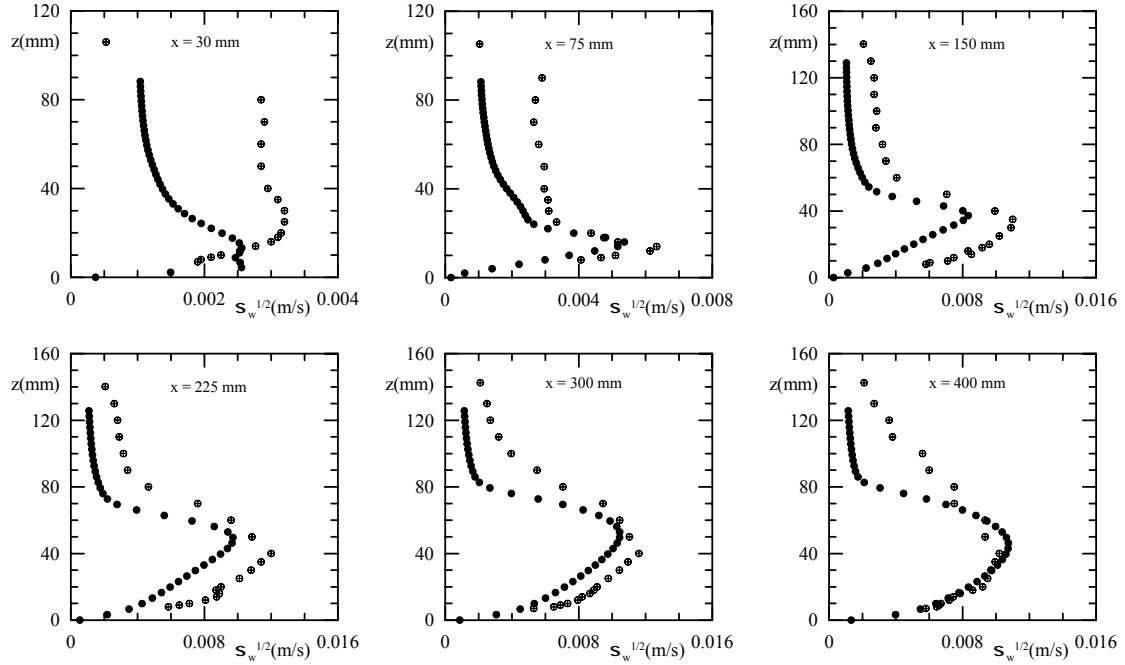 120
z(mm)
x = 30 mm
80
40
0
0 0.002 0.004
s_w^{1/2}(m/s)
120
z(mm)
x = 75 mm
80
40
0
0 0.004 0.008
s_w^{1/2}(m/s)
160
z(mm)
x = 150 mm
120
80
40
0
0 0.008 0.016
s_w^{1/2}(m/s)
160
z(mm)
x = 225 mm
120
80
40
0
0 0.008 0.016
s_w^{1/2}(m/s)
160
z(mm)
x = 300 mm
120
80
40
0
0 0.008 0.016
s_w^{1/2}(m/s)
160
z(mm)
x = 400 mm
120
80
40
0
0 0.008 0.016
s_w^{1/2}(m/s)